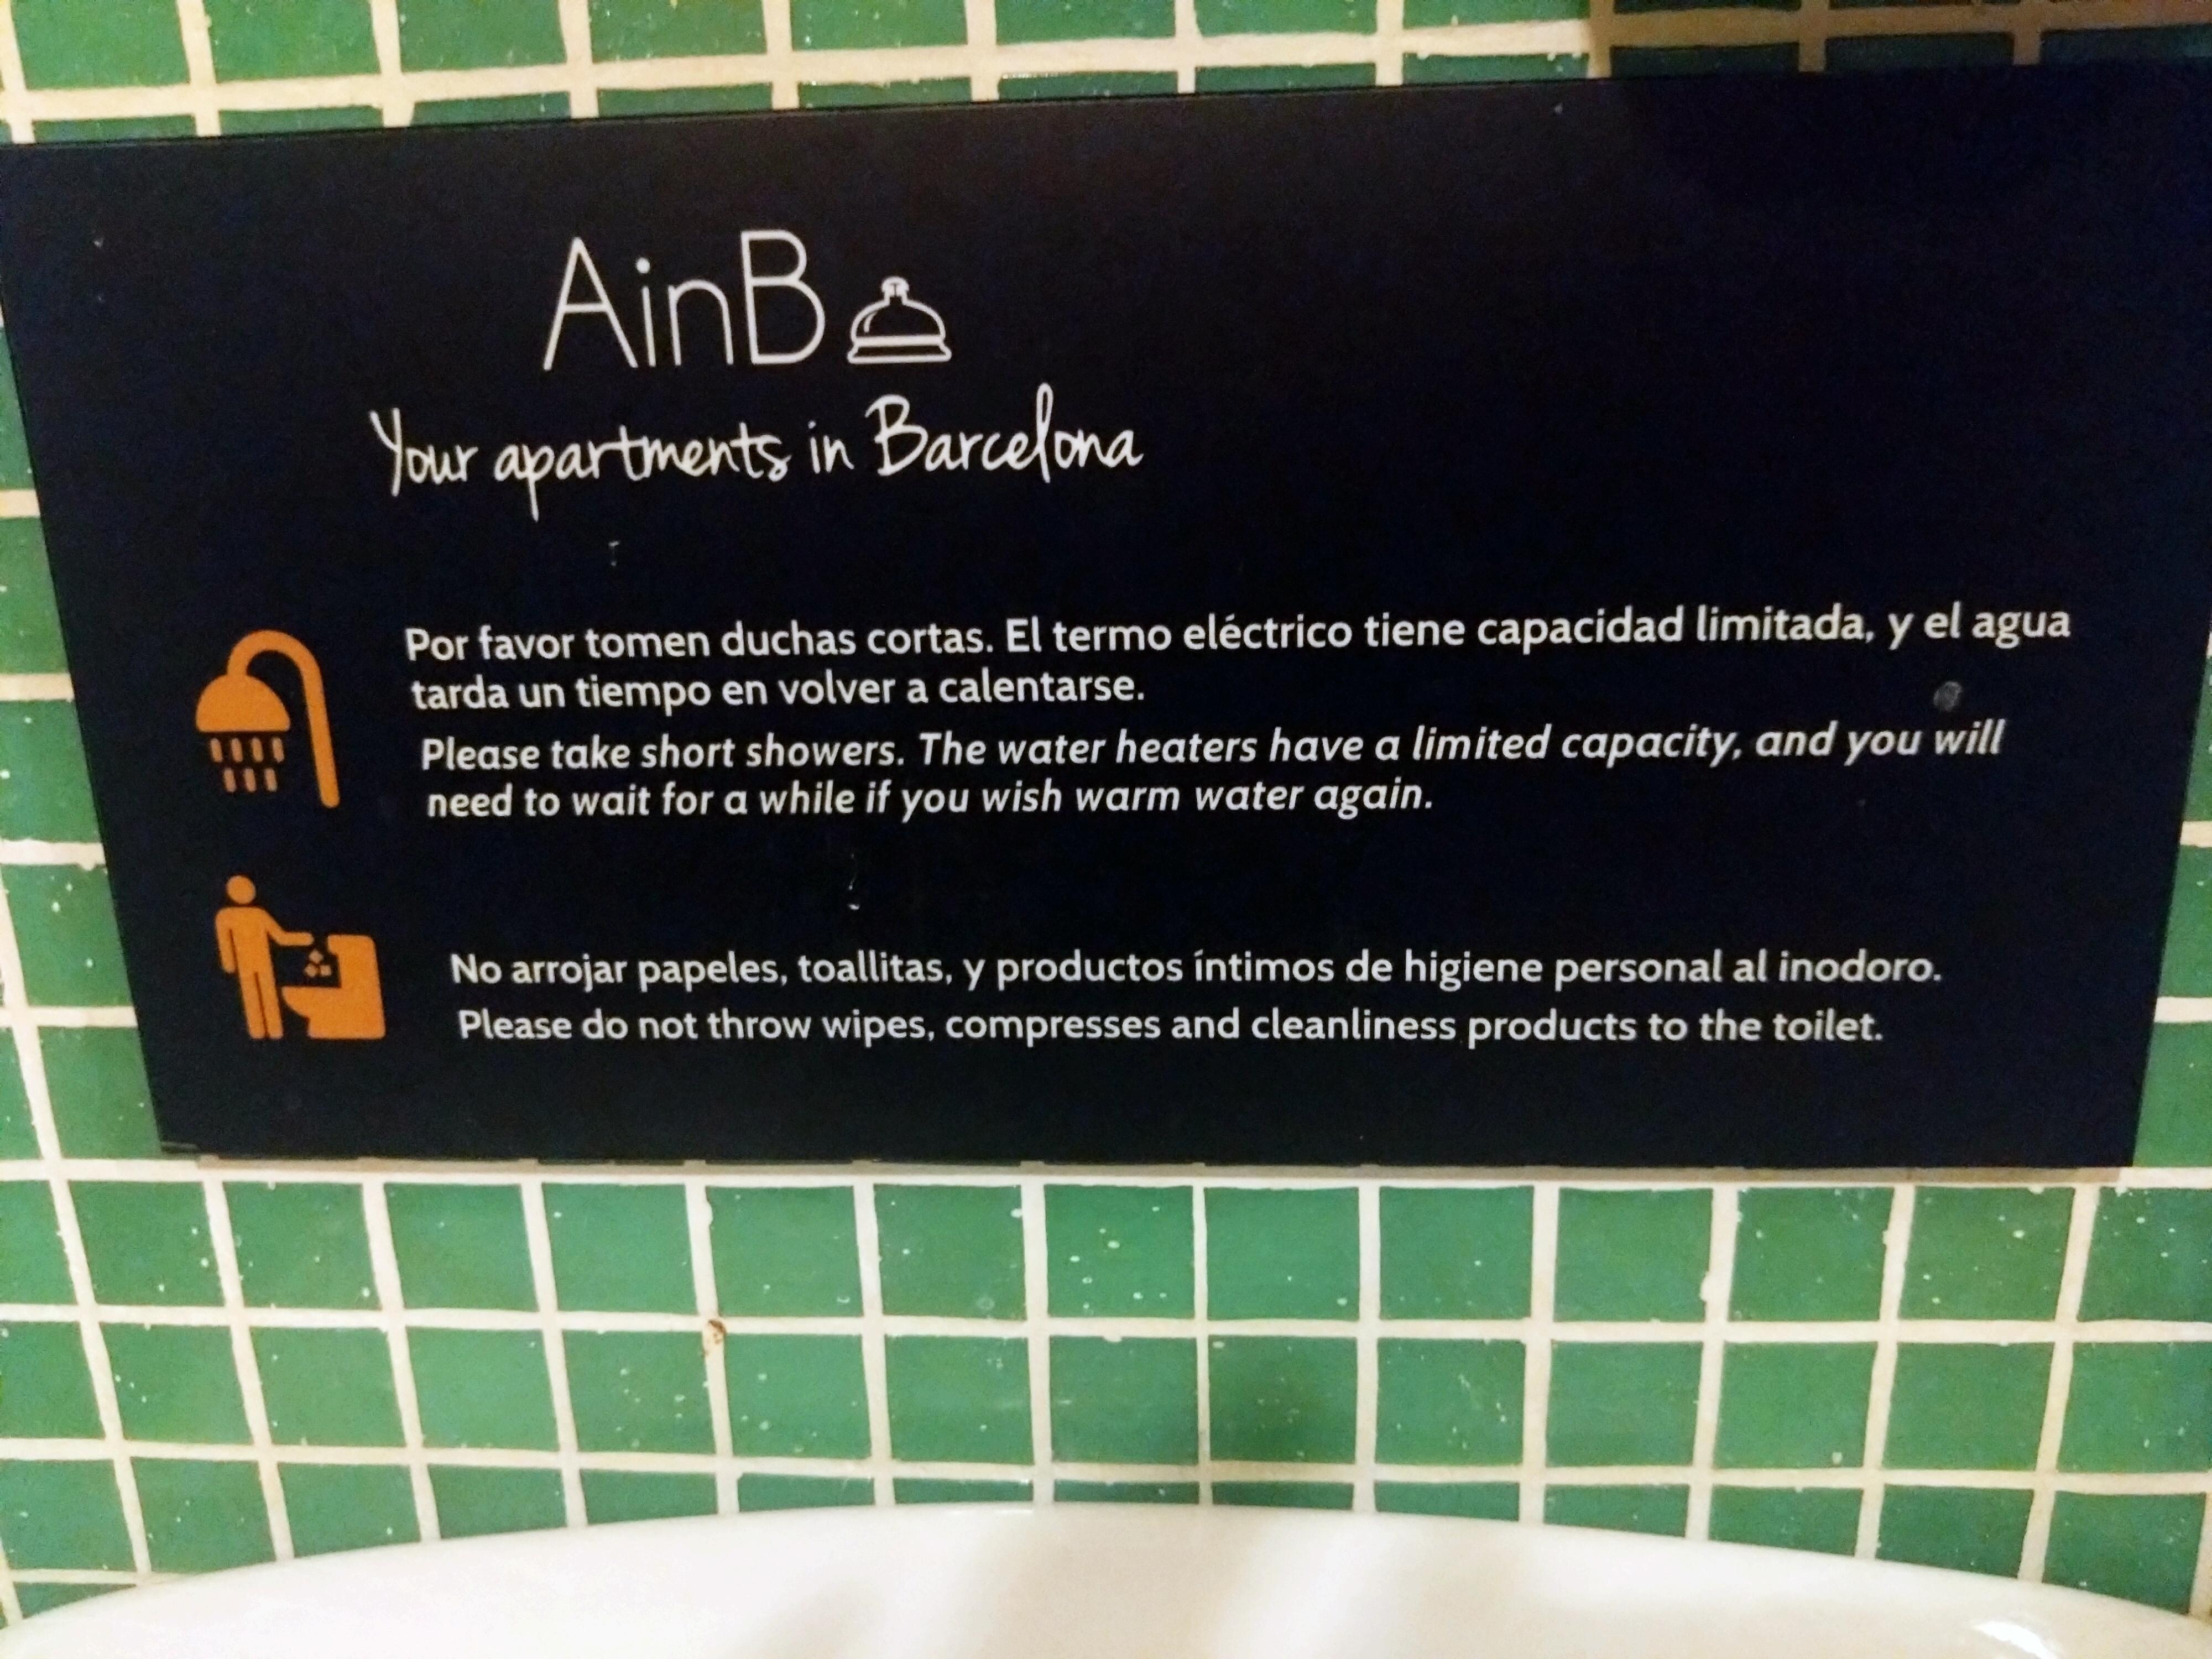 AinB
Your apartments in Barcelona
Por favor tomen duchas cortas. El termo eléctrico tiene capacidad limitada, y el agua
tarda un tiempo en volver a calentarse.
Please take short showers. The water heaters have a limited capacity, and you will
need to wait for a while if you wish warm water again.
No arrojar papeles, toallitas, y productos íntimos de higiene personal al inodoro.
Please do not throw wipes, compresses and cleanliness products to the toilet.